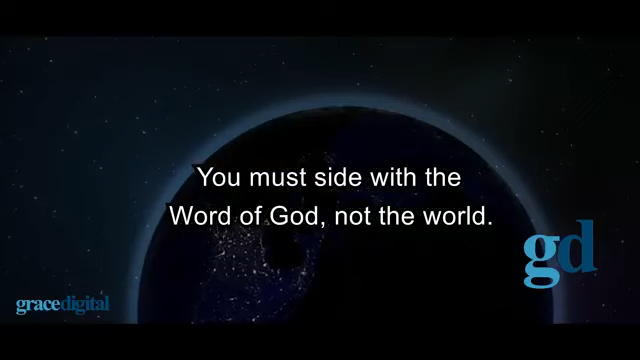 You must side with the
Word of God, not the world.
gd
gracedigital